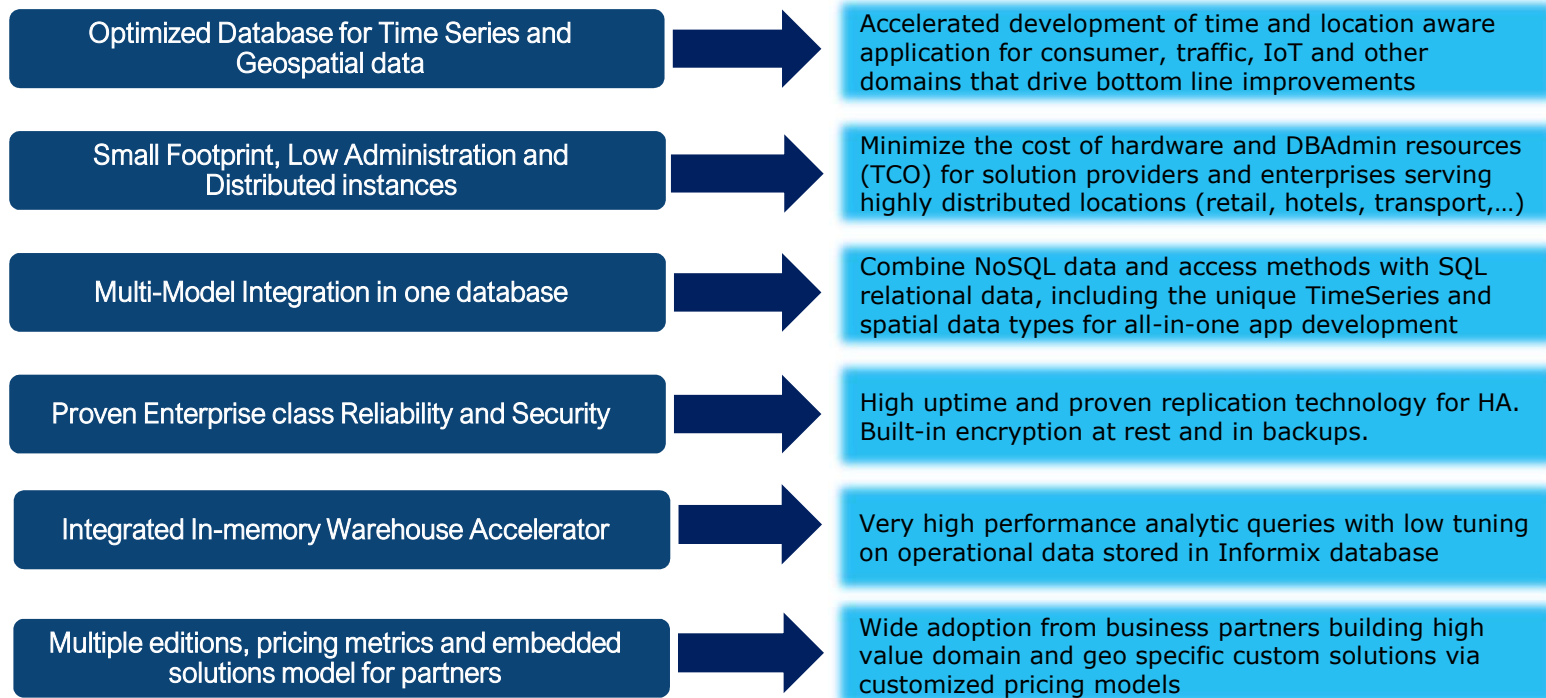 Optimized Database for Time Series and
Geospatial data
Accelerated development of time and location aware
application for consumer, traffic, IoT and other
domains that drive bottom line improvements
Small Footprint, Low Administration and
Distributed instances
Minimize the cost of hardware and DBAdmin resources
(TCO) for solution providers and enterprises serving
highly distributed locations (retail, hotels, transport,…)
Multi-Model Integration in one database
Combine NoSQL data and access methods with SQL
relational data, including the unique TimeSeries and
spatial data types for all-in-one app development
Proven Enterprise class Reliability and Security
High uptime and proven replication technology for HA.
Built-in encryption at rest and in backups.
Integrated In-memory Warehouse Accelerator
Very high performance analytic queries with low tuning
on operational data stored in Informix database
Multiple editions, pricing metrics and embedded
solutions model for partners
Wide adoption from business partners building high
value domain and geo specific custom solutions via
customized pricing models